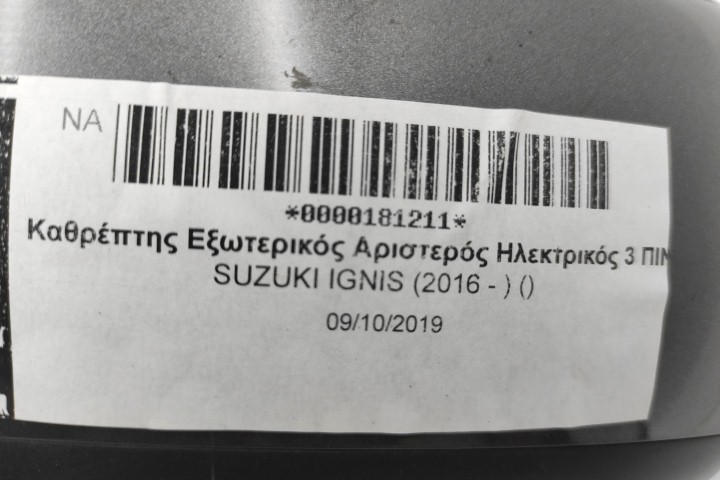 NA
*0000181211*
Καθρέπτης Εξωτερικός Αριστερός Ηλεκτρικός 3 ΠΙΝ
SUZUKI IGNIS (2016 - ) ()
09/10/2019